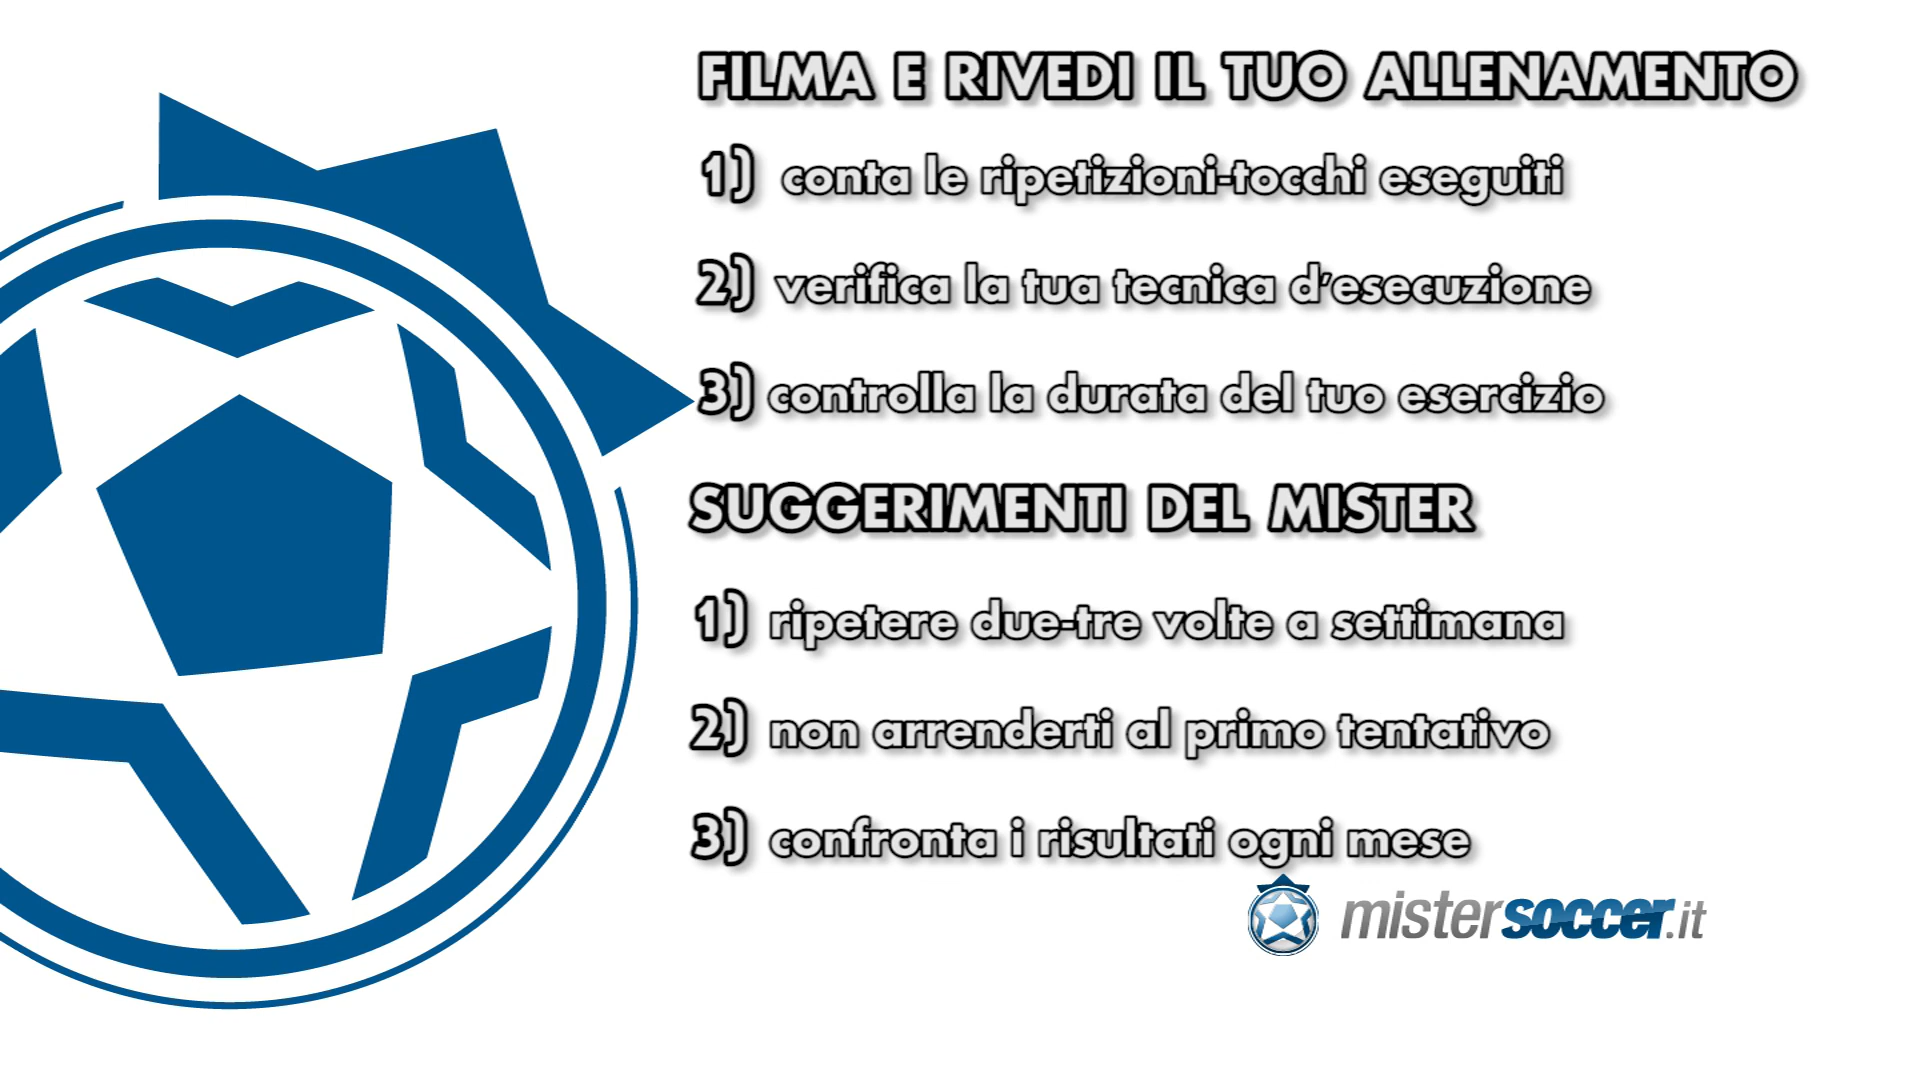 FILMA E RIVEDI IL TUO ALLENAMENTO
1) conta le ripetizioni-tocchi eseguiti
2) verifica la tua tecnica d'esecuzione
3) controlla la durata del tuo esercizio
SUGGERIMENTI DEL MISTER
1) ripetere due-tre volte a settimana
2) non arrenderti al primo tentativo
3) confronta i risultati ogni mese
mistersoccer.it